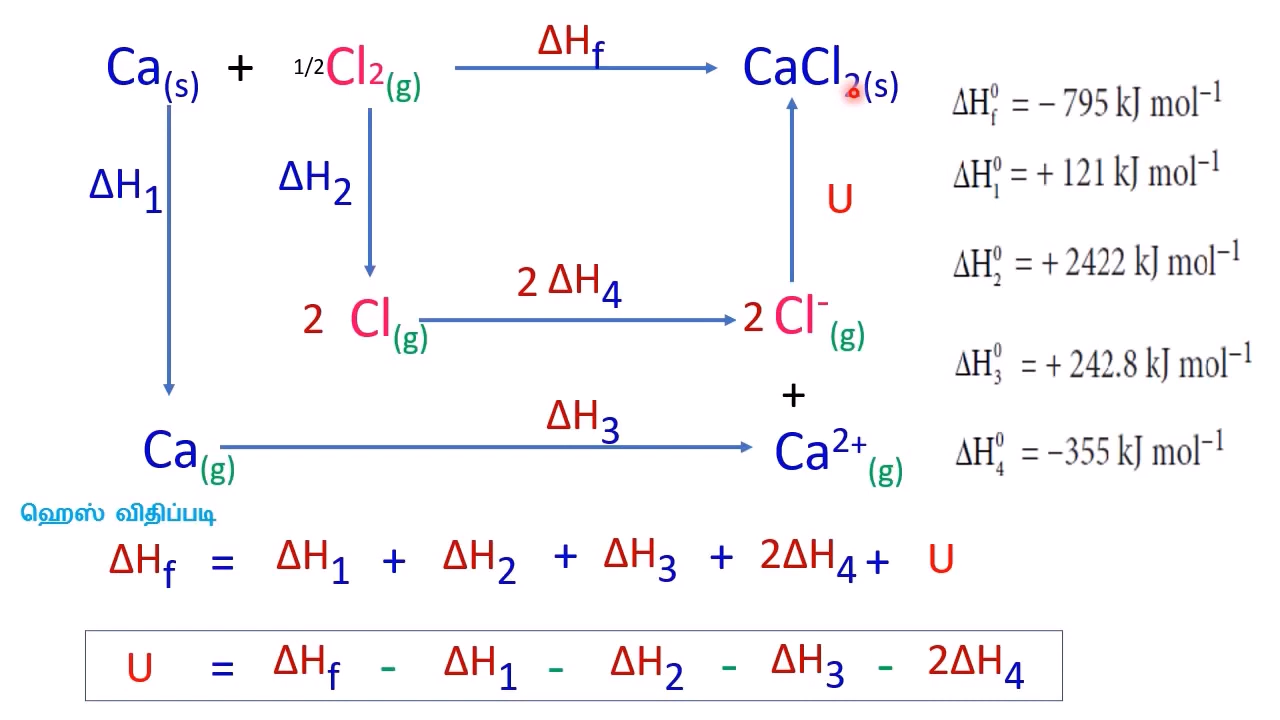 Ca(s) + 1/2Cl2(g) ΔHf CaCl2(s)
ΔH⁰f = – 795 kJ mol⁻¹
ΔH1 ΔH2 U
ΔH⁰1 = + 121 kJ mol⁻¹
ΔH⁰2 = + 2422 kJ mol⁻¹
2 Cl(g) 2 ΔH4 2 Cl⁻(g)
ΔH⁰3 = + 242.8 kJ mol⁻¹
+
Ca(g) ΔH3 Ca²⁺(g)
ΔH⁰4 = –355 kJ mol⁻¹
ஹெஸ் விதிப்படி
ΔHf = ΔH1 + ΔH2 + ΔH3 + 2ΔH4 + U
U = ΔHf - ΔH1 - ΔH2 - ΔH3 - 2ΔH4